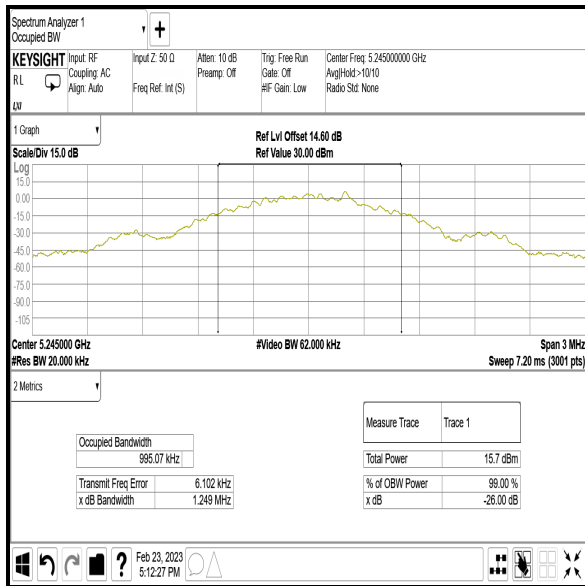 Spectrum Analyzer 1
Occupied BW
KEYSIGHT
RL
LXI
Input: RF
Coupling: AC
Align: Auto
Input Z: 50 Ω
Freq Ref: Int (S)
Atten: 10 dB
Preamp: Off
Trig: Free Run
Gate: Off
#IF Gain: Low
Center Freq: 5.245000000 GHz
Avg|Hold:>10/10
Radio Std: None
1 Graph
Scale/Div 15.0 dB
Ref Lvl Offset 14.60 dB
Ref Value 30.00 dBm
Log
15.0
0.00
-15.0
-30.0
-45.0
-60.0
-75.0
-90.0
-105
Center 5.245000 GHz
#Video BW 62.000 kHz
Span 3 MHz
#Res BW 20.000 kHz
Sweep 7.20 ms (3001 pts)
2 Metrics
Occupied Bandwidth
995.07 kHz
Transmit Freq Error 6.102 kHz
x dB Bandwidth 1.249 MHz
Measure Trace Trace 1
Total Power 15.7 dBm
% of OBW Power 99.00 %
x dB -26.00 dB
Feb 23, 2023
5:12:27 PM